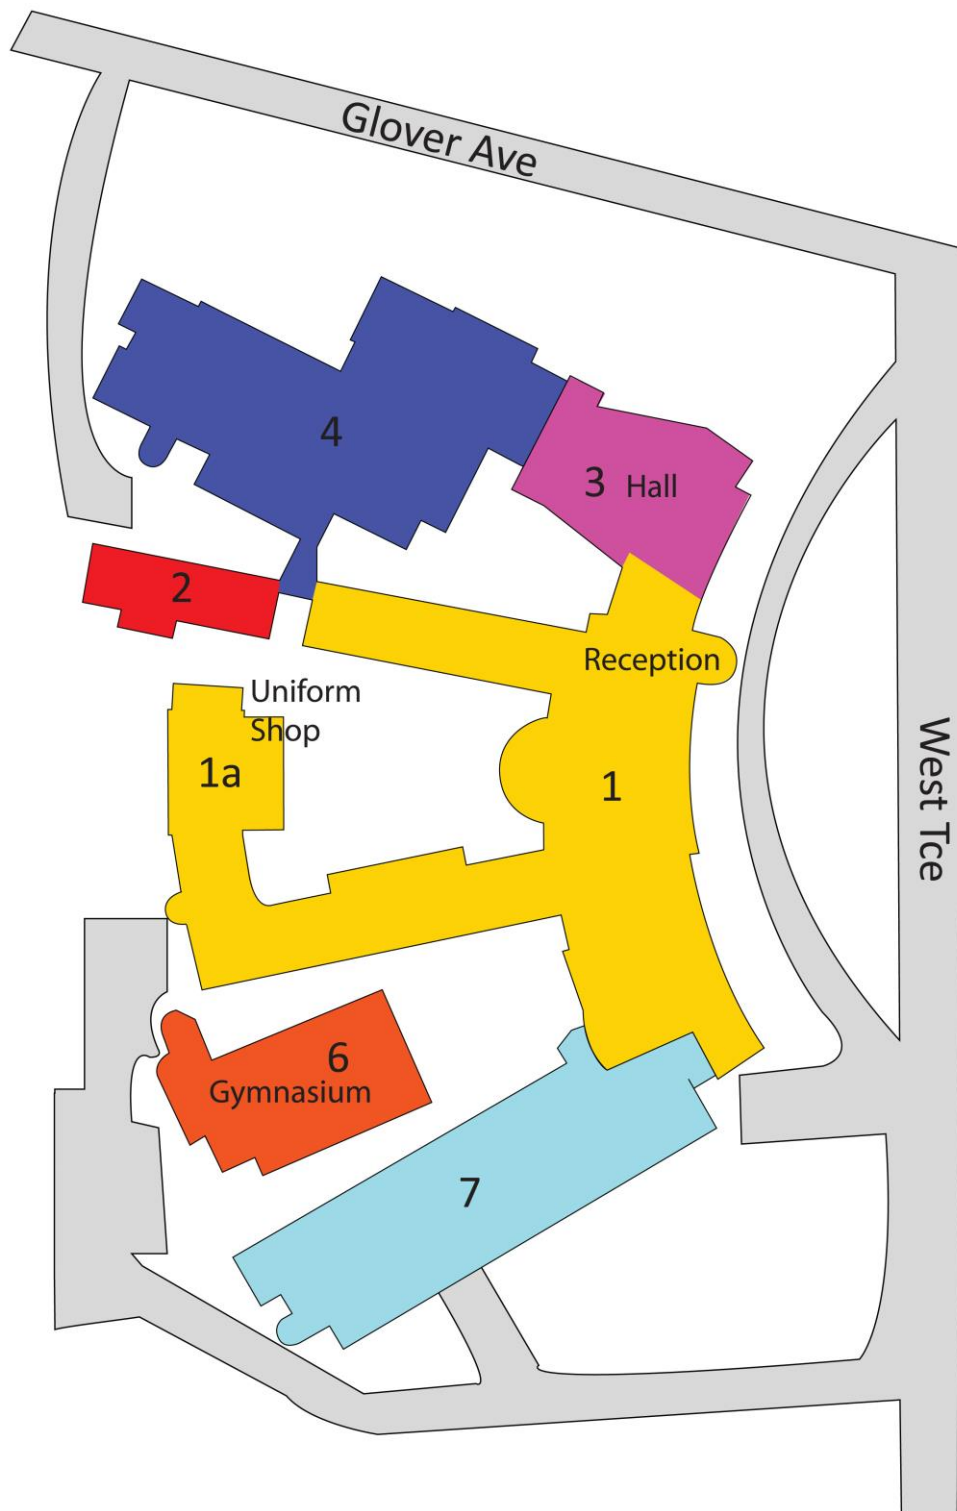 Glover Ave
4
3 Hall
2
Reception
Uniform
Shop
1a
1
West Tce
6
Gymnasium
7